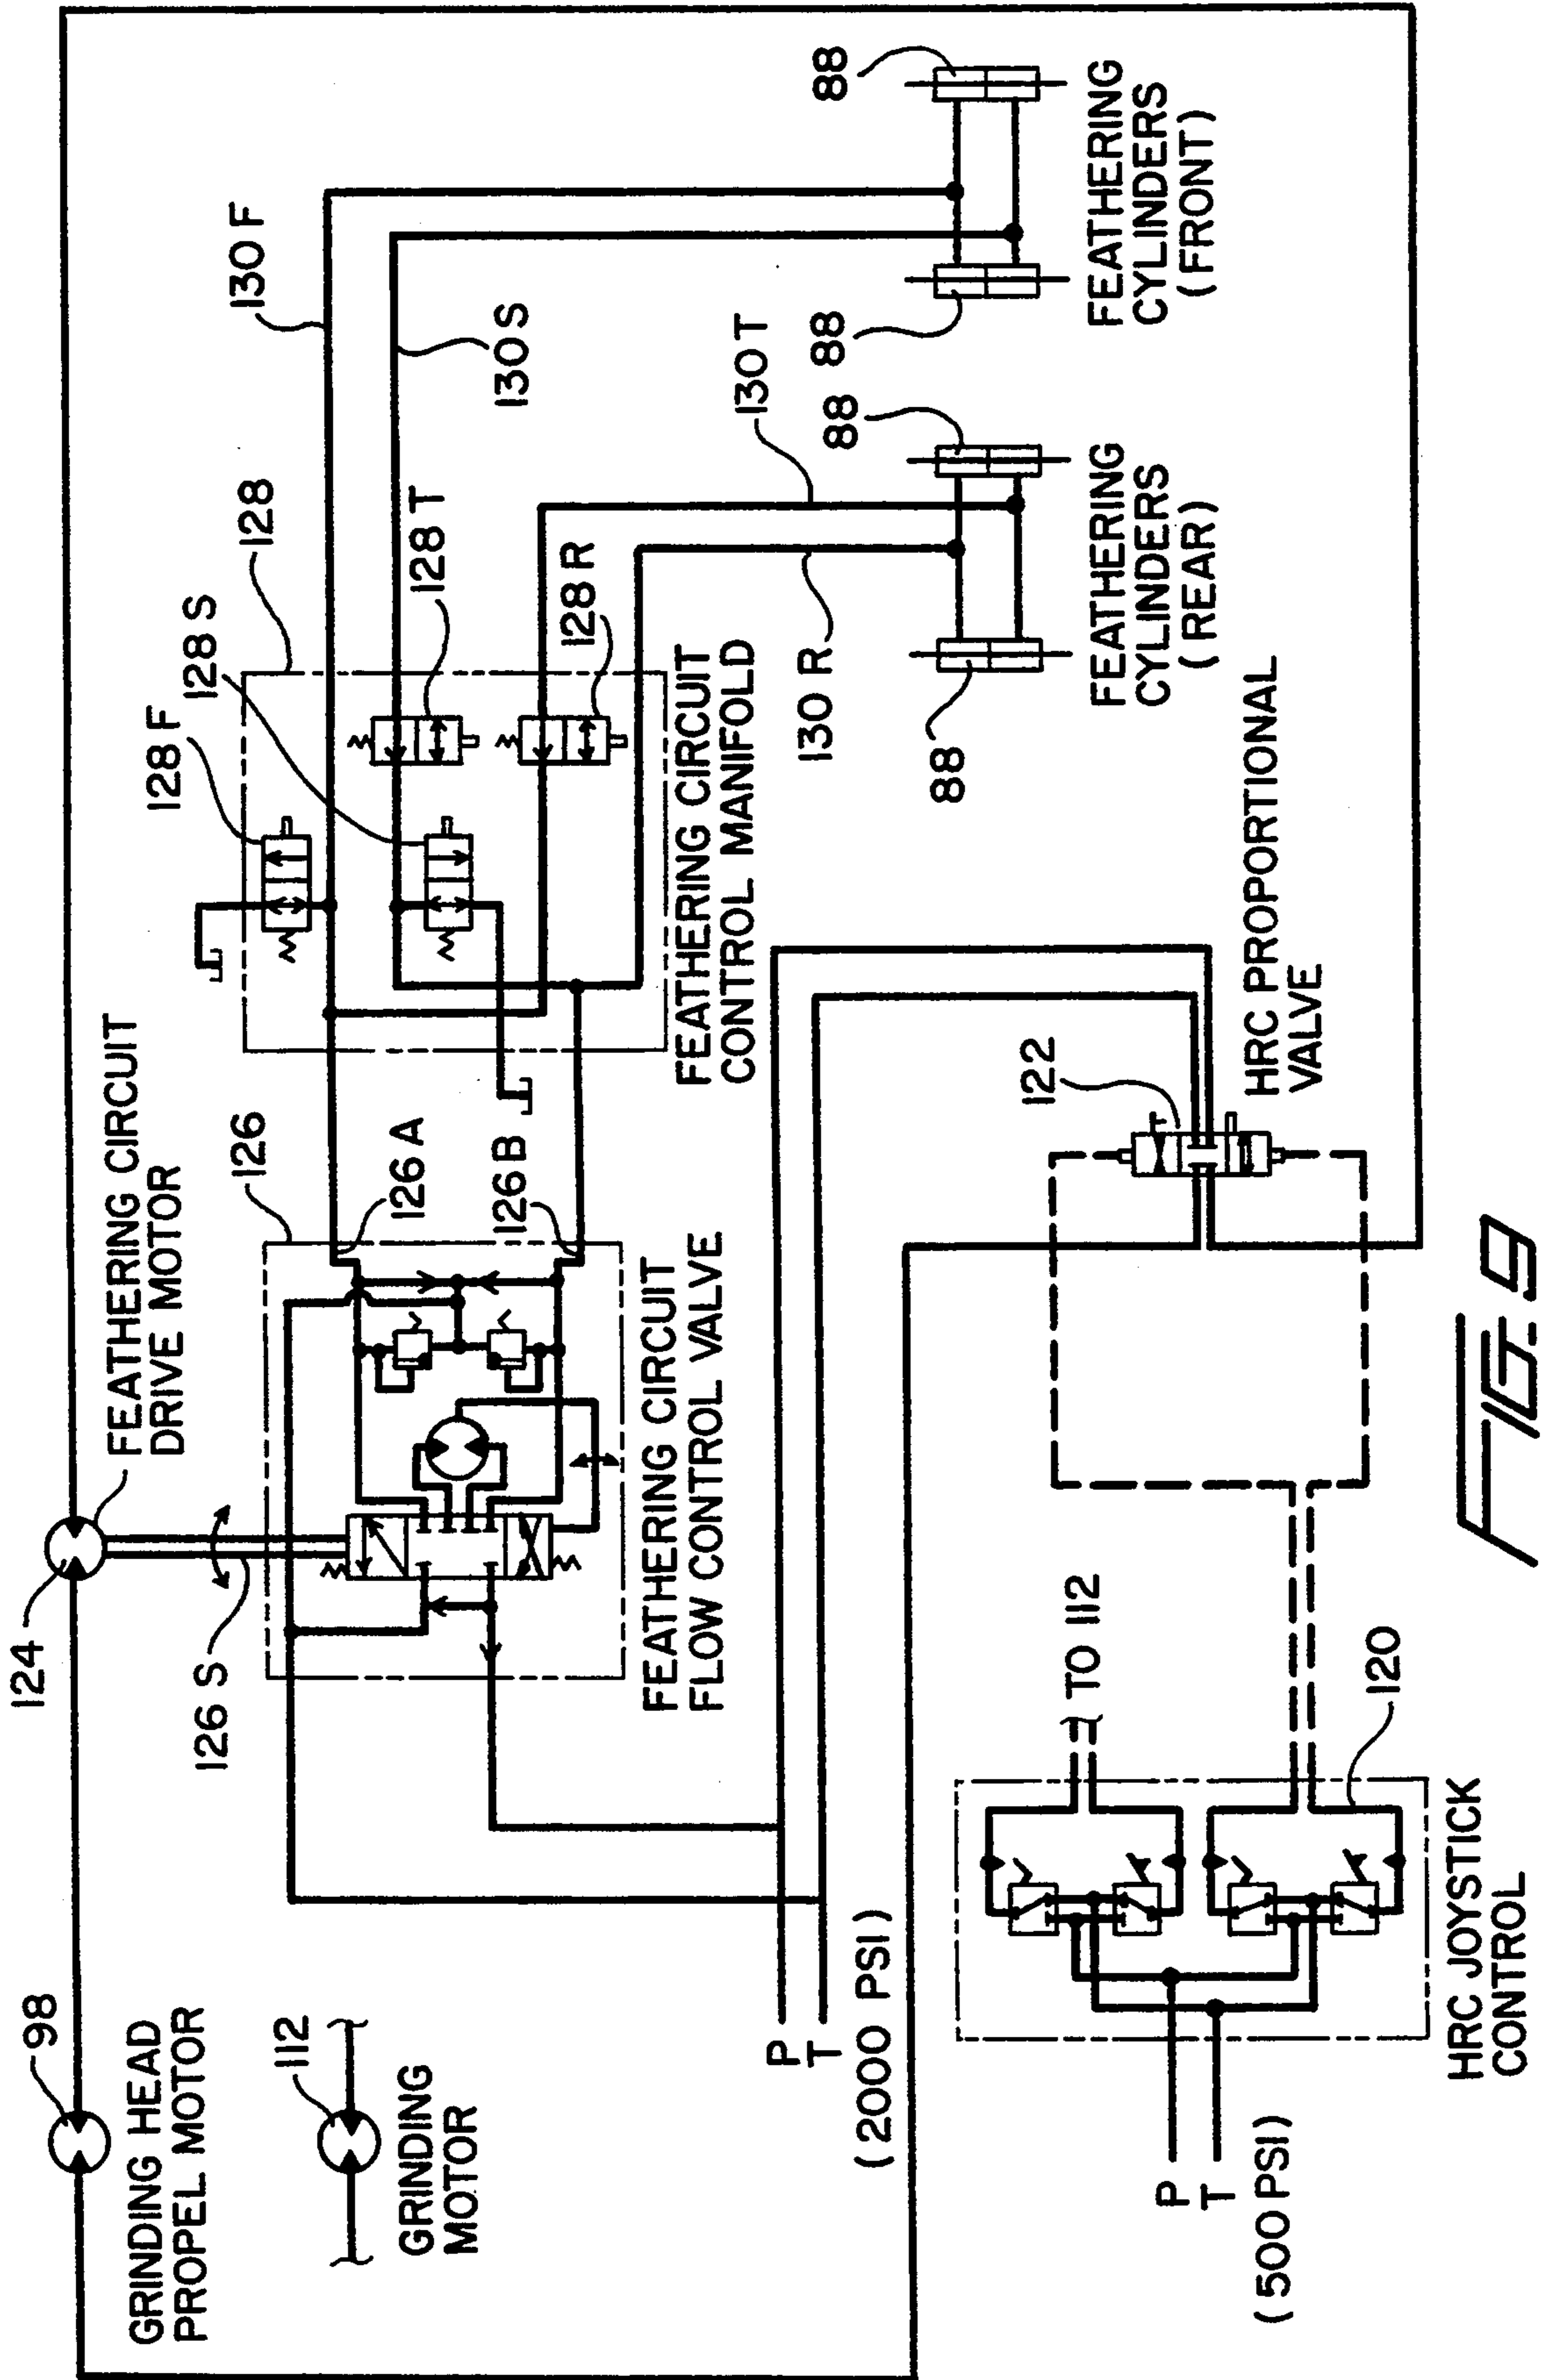 98
GRINDING HEAD
PROPEL MOTOR
112
GRINDING
MOTOR
124
FEATHERING CIRCUIT
DRIVE MOTOR
126 S
126
126 A
126 B
FEATHERING CIRCUIT
FLOW CONTROL VALVE
128 F
128 S
128
128 T
128 R
FEATHERING CIRCUIT
CONTROL MANIFOLD
130 F
130 S
130 T
130 R
88
88
88
88
FEATHERING
CYLINDERS
(REAR)
FEATHERING
CYLINDERS
(FRONT)
P
T
(2000 PSI)
122
HRC PROPORTIONAL
VALVE
TO 112
120
P
T
(500 PSI)
HRC JOYSTICK
CONTROL
FIG. 9